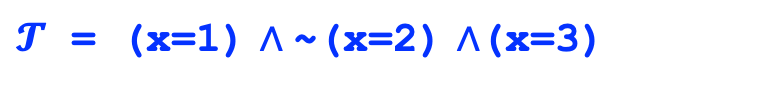 𝒯 = (x=1) ∧ ~(x=2) ∧(x=3)